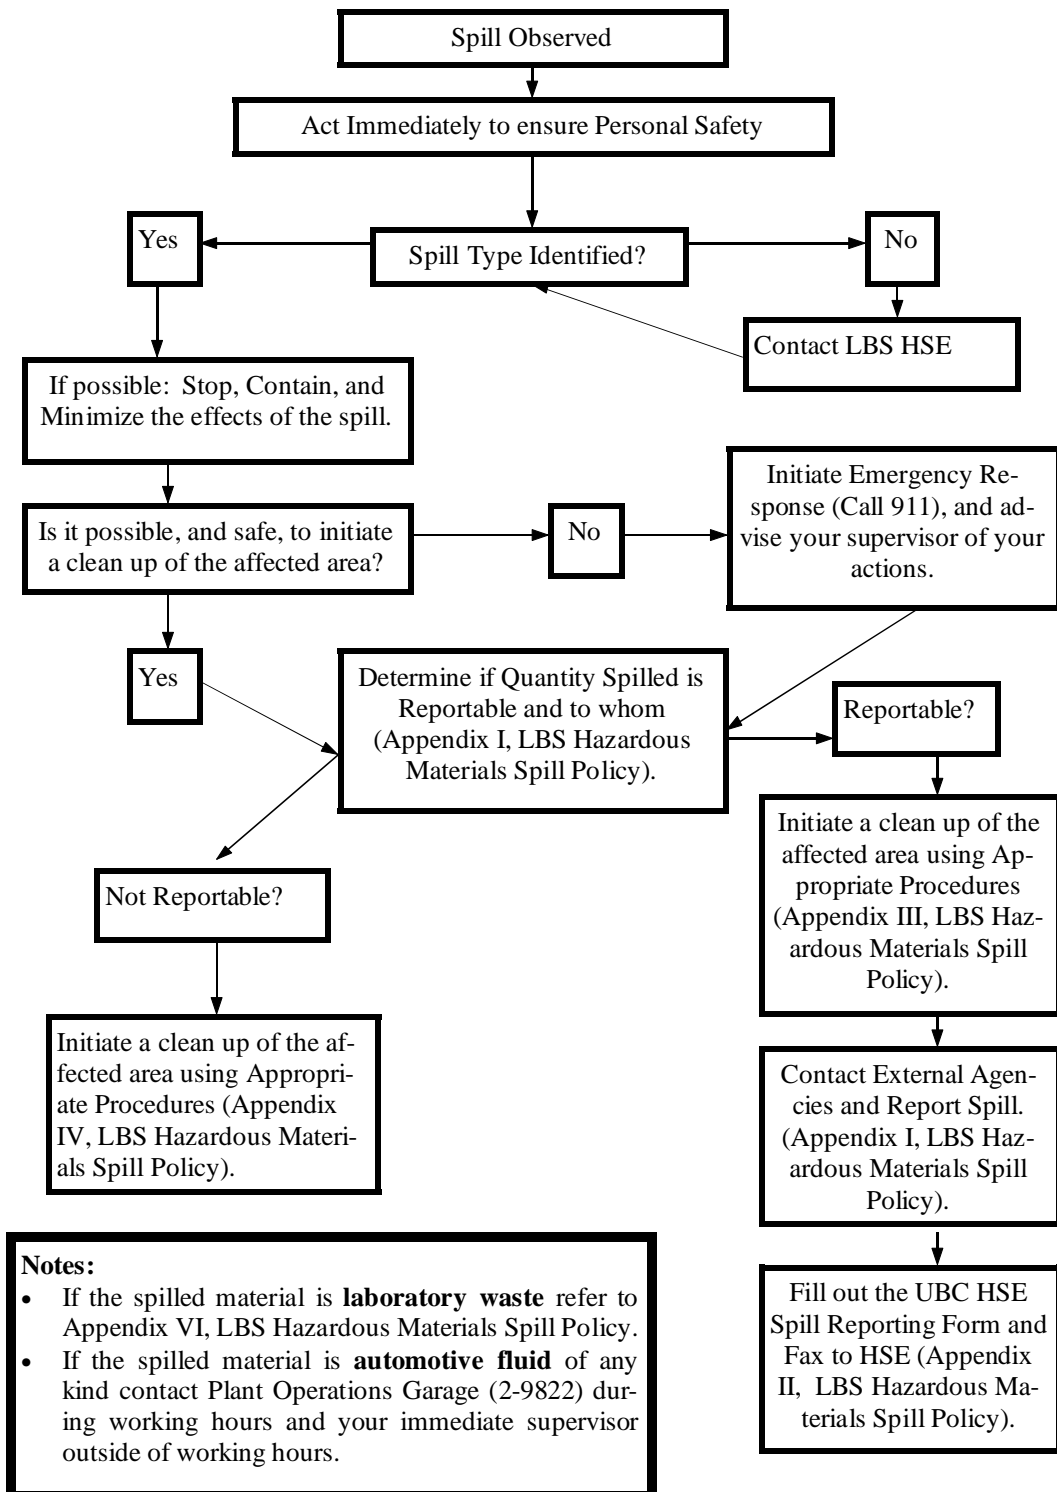 Spill Observed
Act Immediately to ensure Personal Safety
Yes
Spill Type Identified?
No
Contact LBS HSE
If possible:  Stop, Contain, and
Minimize the effects of the spill.
Is it possible, and safe, to initiate
a clean up of the affected area?
No
Initiate Emergency Re-
sponse (Call 911), and ad-
vise your supervisor of your
actions.
Yes
Determine if Quantity Spilled is
Reportable and to whom
(Appendix I, LBS Hazardous
Materials Spill Policy).
Reportable?
Initiate a clean up of the
affected area using Ap-
propriate Procedures
(Appendix III, LBS Haz-
ardous Materials Spill
Policy).
Not Reportable?
Initiate a clean up of the af-
fected area using Appropri-
ate Procedures (Appendix
IV, LBS Hazardous Materi-
als Spill Policy).
Contact External Agen-
cies and Report Spill.
(Appendix I, LBS Haz-
ardous Materials Spill
Policy).
Fill out the UBC HSE
Spill Reporting Form and
Fax to HSE (Appendix
II,  LBS Hazardous Ma-
terials Spill Policy).
Notes:
• If the spilled material is laboratory waste refer to
Appendix VI, LBS Hazardous Materials Spill Policy.
• If the spilled material is automotive fluid of any
kind contact Plant Operations Garage (2-9822) dur-
ing working hours and your immediate supervisor
outside of working hours.